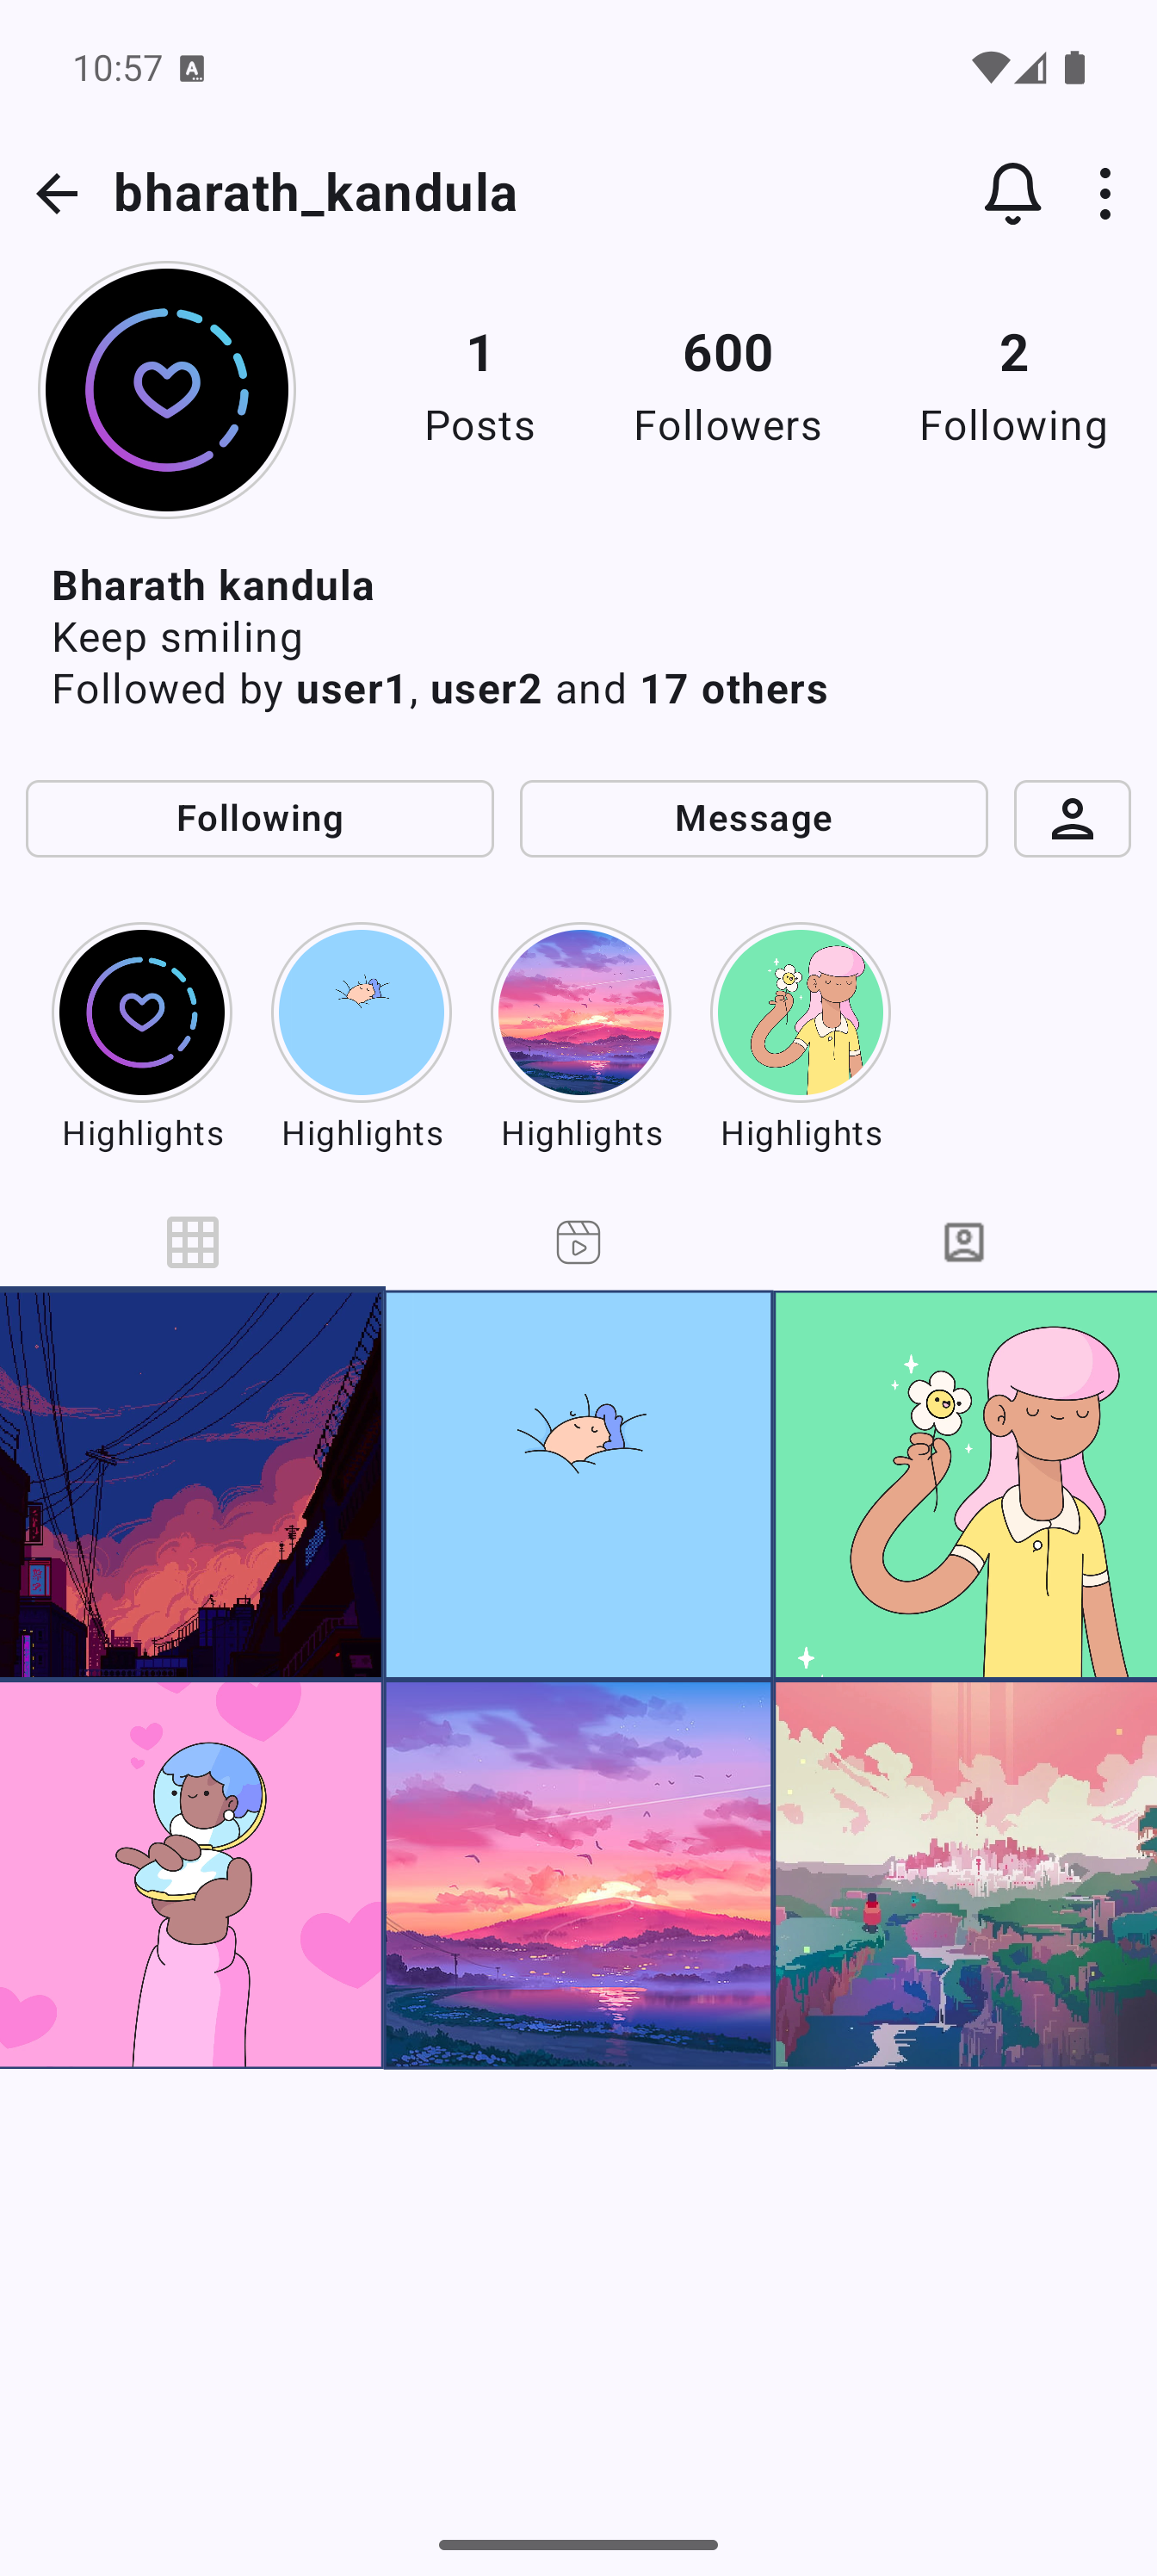 10:57 A
bharath_kandula
1 600 2
Posts Followers Following
Bharath kandula
Keep smiling
Followed by user1, user2 and 17 others
Following Message
Highlights Highlights Highlights Highlights